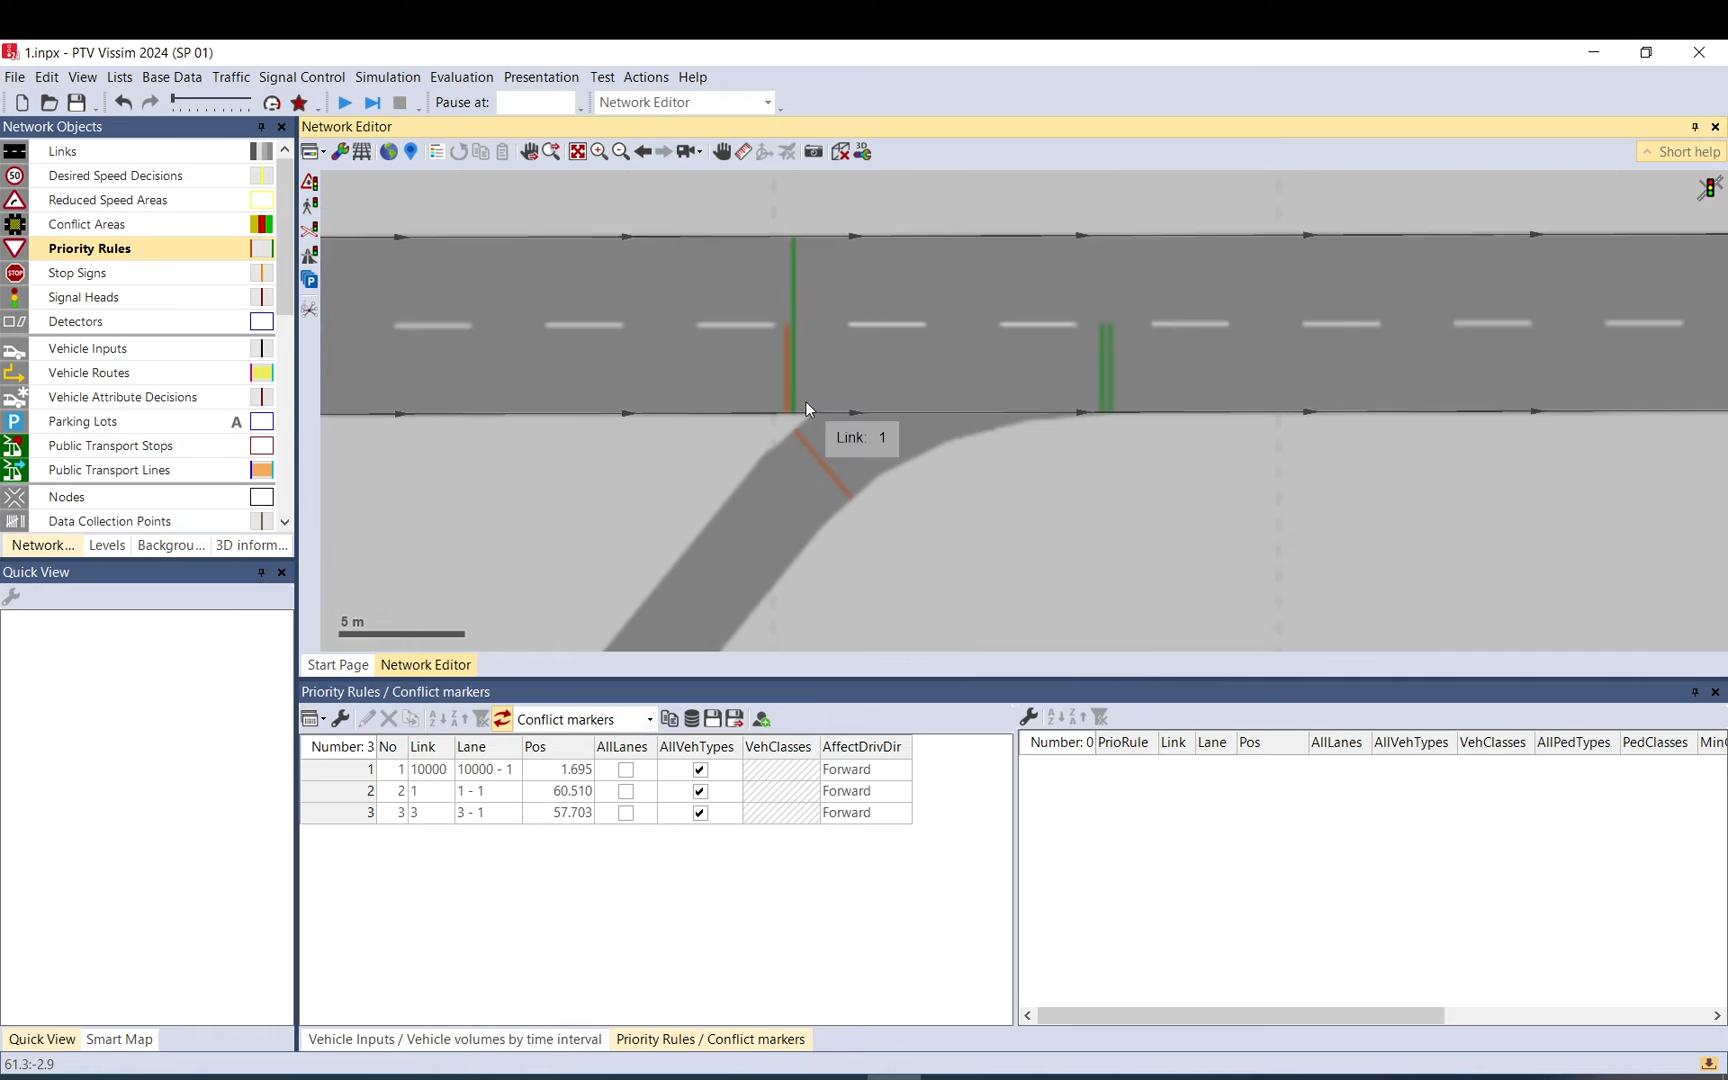 1.inpx - PTV Vissim 2024 (SP 01)
File Edit View Lists Base Data Traffic Signal Control Simulation Evaluation Presentation Test Actions Help
Pause at: Network Editor
Network Objects
Network Editor
Links
Desired Speed Decisions
Reduced Speed Areas
Conflict Areas
Priority Rules
Stop Signs
Signal Heads
Detectors
Vehicle Inputs
Vehicle Routes
Vehicle Attribute Decisions
Parking Lots A
Public Transport Stops
Public Transport Lines
Nodes
Data Collection Points
Network... Levels Backgrou... 3D inform...
Short help
Link: 1
5 m
Start Page Network Editor
Quick View
Priority Rules / Conflict markers
Conflict markers
Number: 3 No Link Lane Pos AllLanes AllVehTypes VehClasses AffectDrivDir
1 1 10000 10000 - 1 1.695 Forward
2 2 1 1 - 1 60.510 Forward
3 3 3 3 - 1 57.703 Forward
Number: 0 PrioRule Link Lane Pos AllLanes AllVehTypes VehClasses AllPedTypes PedClasses MinG
Quick View Smart Map
Vehicle Inputs / Vehicle volumes by time interval Priority Rules / Conflict markers
61.3:-2.9